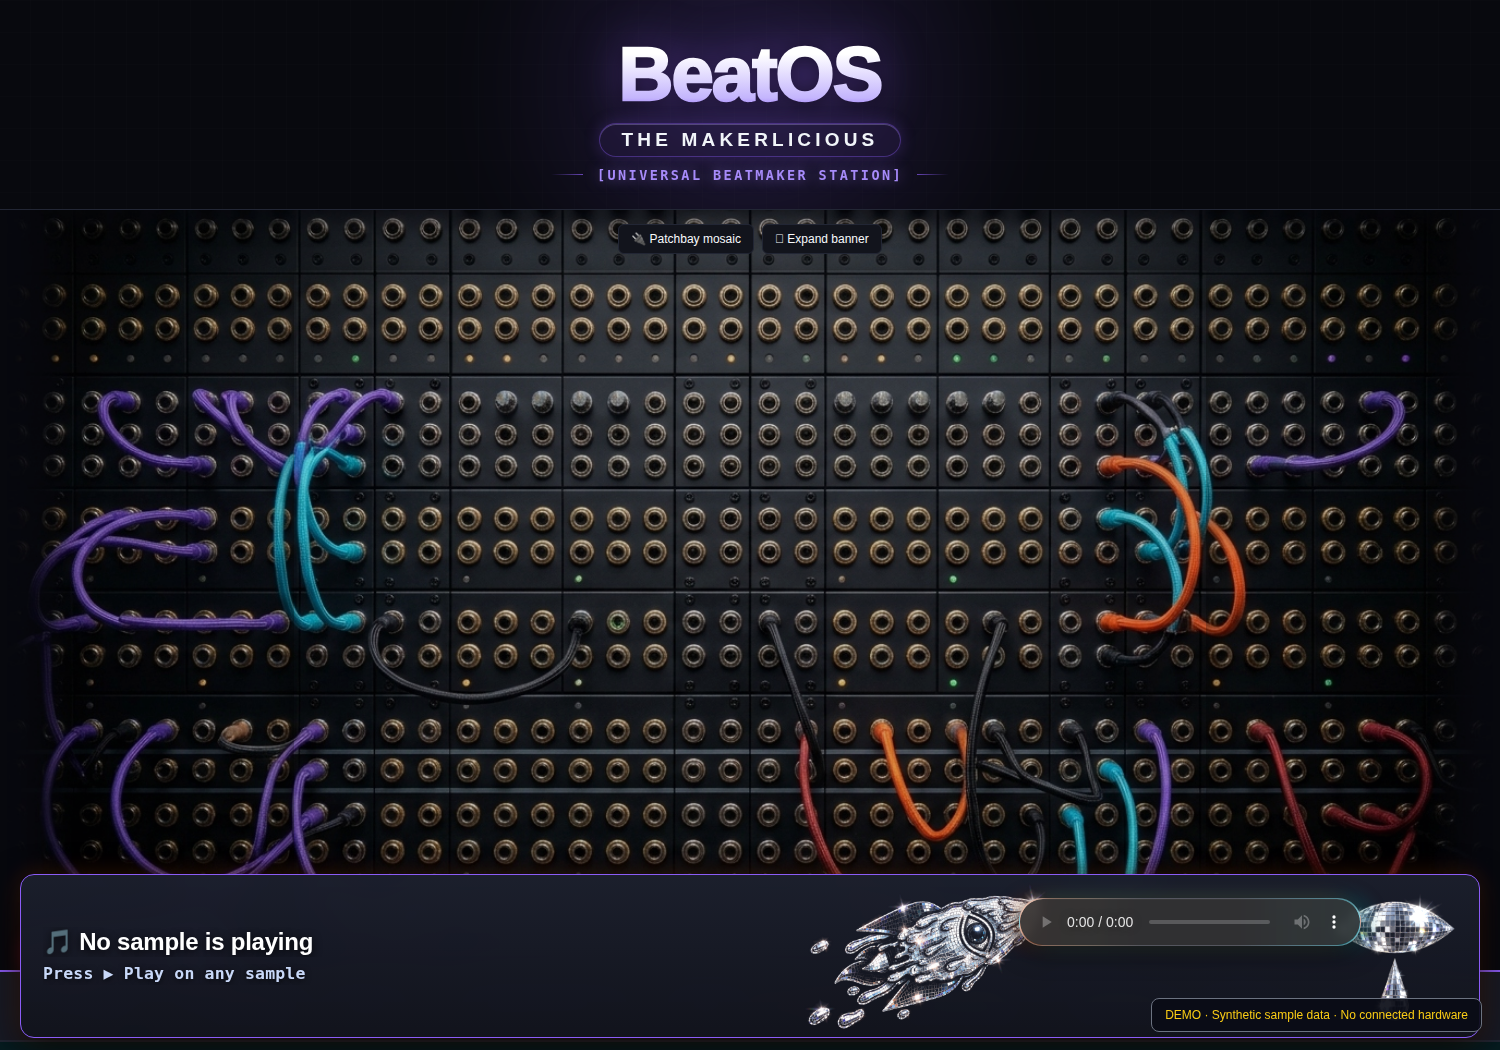 BeatOS
THE MAKERLICIOUS
[UNIVERSAL BEATMAKER STATION]
🔌 Patchbay mosaic
Expand banner
🎵 No sample is playing
Press ▶ Play on any sample
0:00 / 0:00
DEMO · Synthetic sample data · No connected hardware